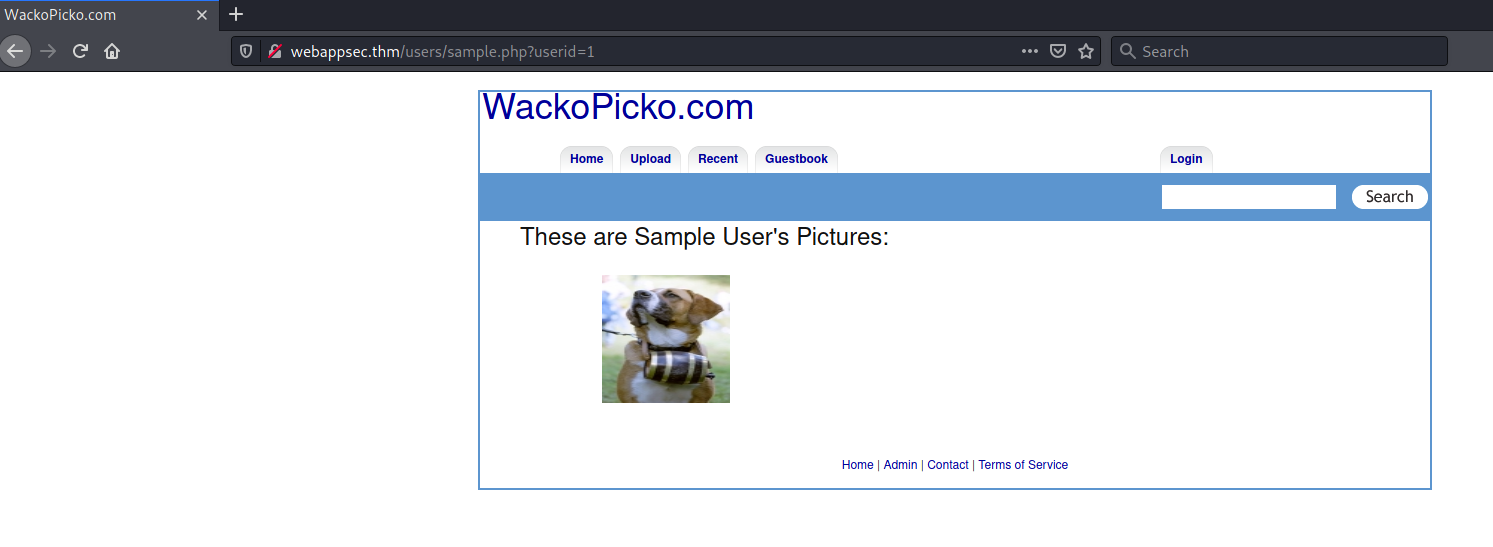 WackoPicko.com
webappsec.thm/users/sample.php?userid=1
Search
WackoPicko.com
Home Upload Recent Guestbook Login
Search
These are Sample User's Pictures:
Home | Admin | Contact | Terms of Service